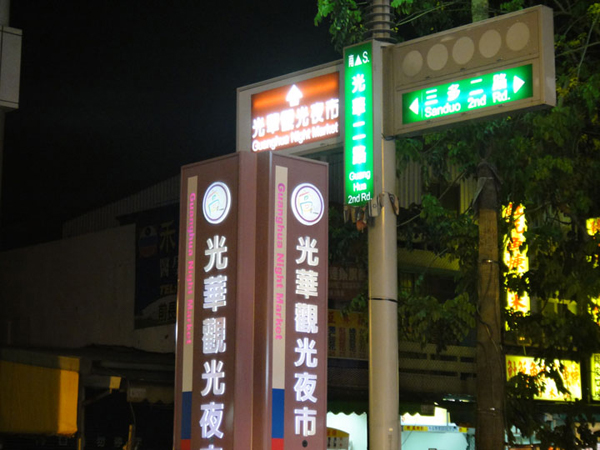 光華觀光夜市
Guanghua Night Market
南▲S.
光華二路
Guang
Hua
2nd Rd.
三多二路
Sanduo 2nd Rd.
Guanghua Night Market
光華觀光夜市
Guanghua Night Market
光華觀光夜市